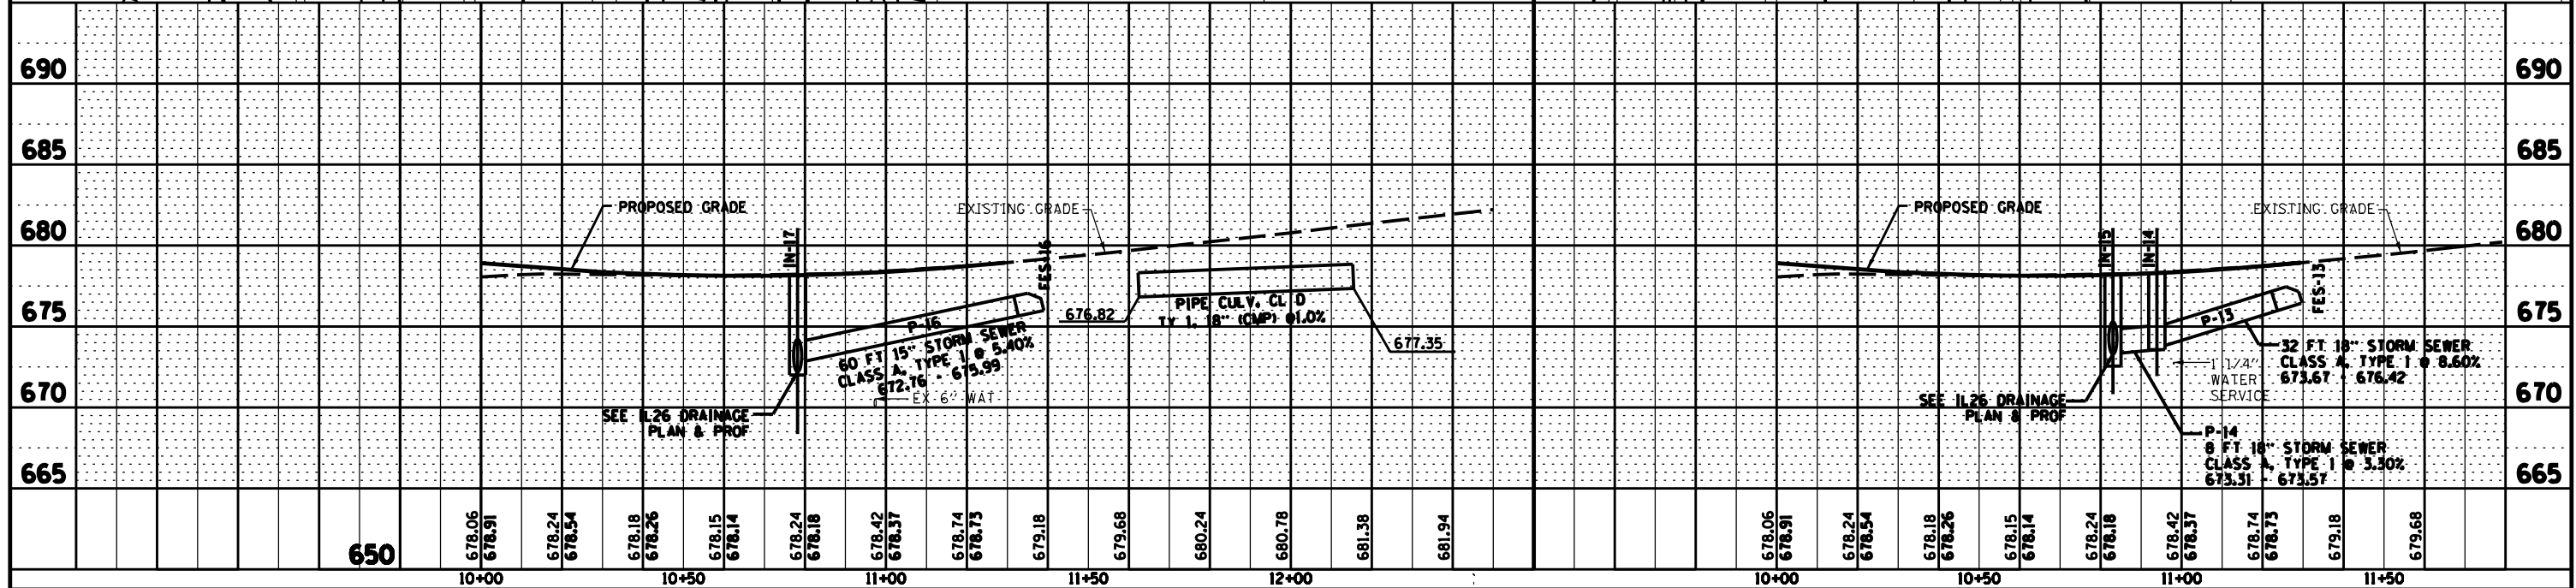 690
685
680
675
670
665
650
PROPOSED GRADE
IN-17
EXISTING GRADE
FES-16
P-16
60 FT 15" STORM SEWER
CLASS A, TYPE 1 @ 5.40%
672.76 - 675.99
EX 6" WAT
SEE IL26 DRAINAGE
PLAN & PROF
676.82
PIPE CULV. CL D
TY 1, 18" (CMP) @1.0%
677.35
678.06
678.91
678.24
678.54
678.18
678.26
678.15
678.14
678.24
678.18
678.42
678.37
678.74
678.73
679.18
679.68
680.24
680.78
681.38
681.94
10+00
10+50
11+00
11+50
12+00
PROPOSED GRADE
IN-15
IN-14
EXISTING GRADE
FES-13
P-13
32 FT 18" STORM SEWER
CLASS A, TYPE 1 @ 8.60%
673.67 - 676.42
1 1/4"
WATER
SERVICE
SEE IL26 DRAINAGE
PLAN & PROF
P-14
8 FT 18" STORM SEWER
CLASS A, TYPE 1 @ 3.30%
673.31 - 673.57
690
685
680
675
670
665
678.06
678.91
678.24
678.54
678.18
678.26
678.15
678.14
678.24
678.18
678.42
678.37
678.74
678.73
679.18
679.68
10+00
10+50
11+00
11+50